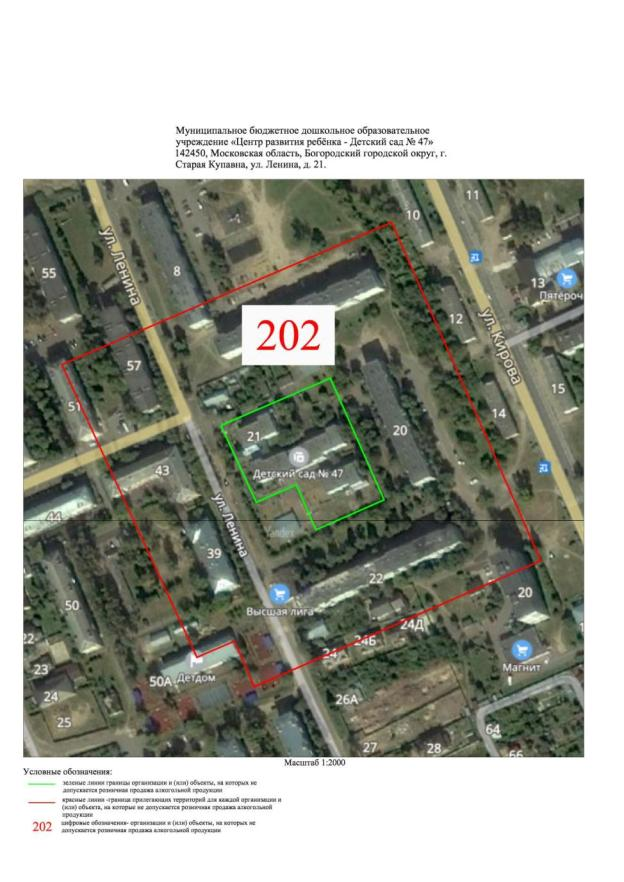 Муниципальное бюджетное дошкольное образовательное
учреждение «Центр развития ребёнка - Детский сад № 47»
142450, Московская область, Богородский городской округ, г.
Старая Купавна, ул. Ленина, д. 21.
11
10
ул. Ленина
55
8
13
Пятероч
202
12
ул. Кирова
57
15
51
14
21
20
Детский сад № 47
43
44
ул. Ленина
Yandex
39
22
50
Высшая лига
20
24Д
24Б
24
22
23
Магнит
50А
Детдом
24
26А
25
64
27
28
66
Масштаб 1:2000
Условные обозначения:
зеленые линии границы организации и (или) объекты, на которых не
допускается розничная продажа алкогольной продукции
красные линии -граница прилегающих территорий для каждой организации и
(или) объекта, на которые не допускается розничная продажа алкогольной
продукции
202
цифровые обозначения- организации и (или) объекты, на которых не
допускается розничная продажа алкогольной продукции